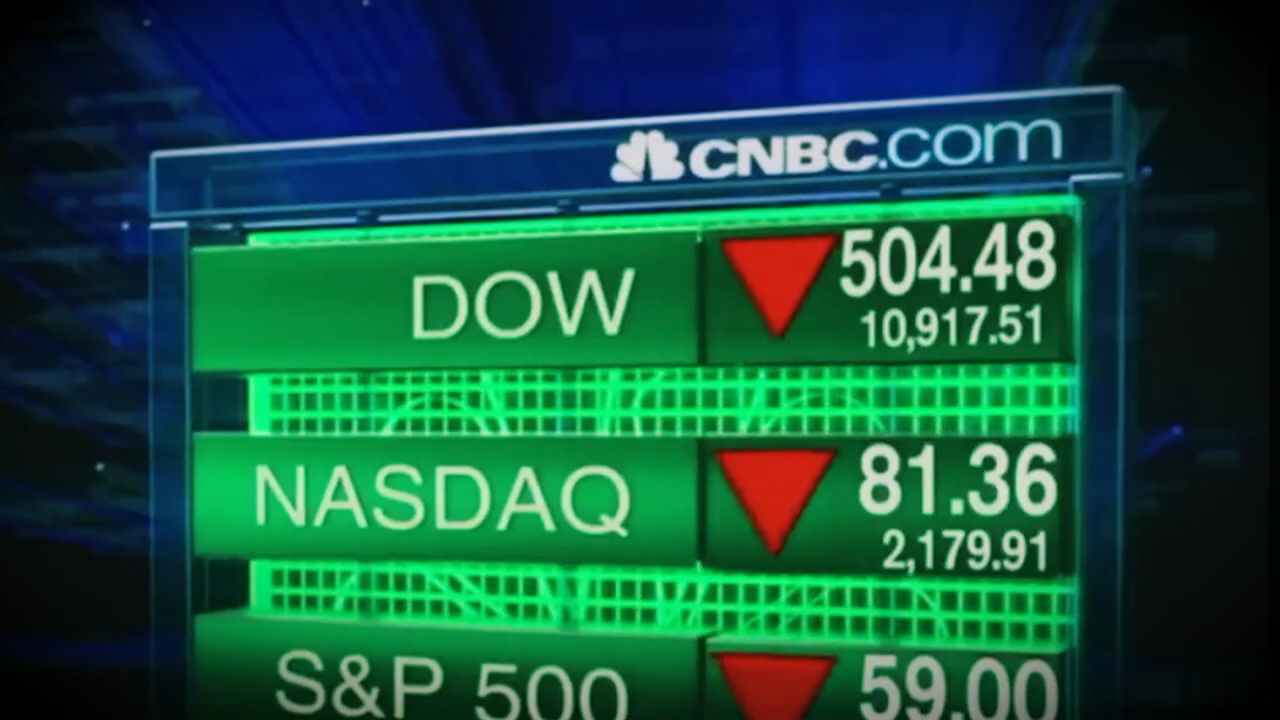 CNBC.com
DOW 504.48
10,917.51
NASDAQ 81.36
2,179.91
S&P 500 59.00